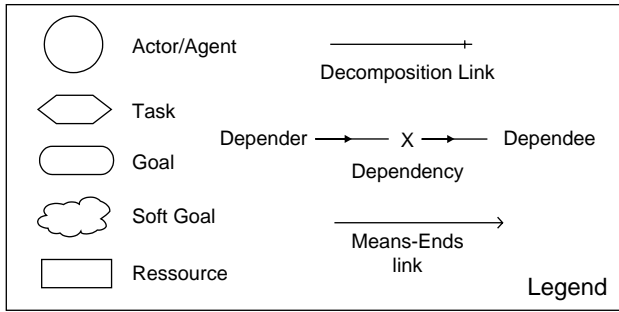 Actor/Agent
Decomposition Link
Task
Depender X Dependee
Dependency
Goal
Soft Goal
Means-Ends
link
Ressource
Legend